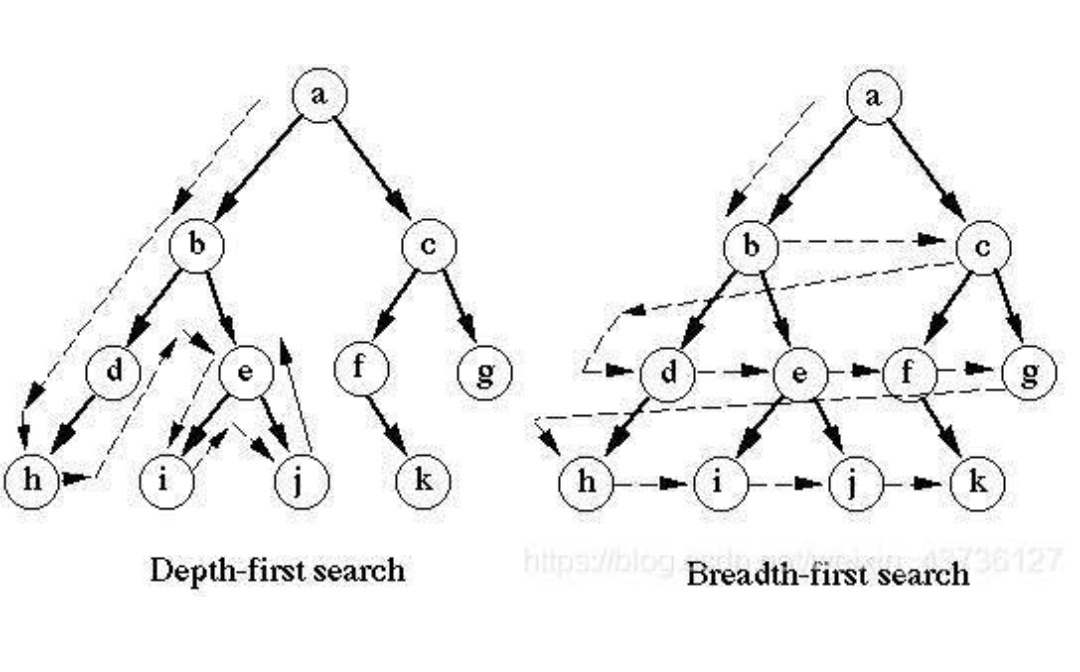 a a
b c b c
d e f g d e f g
h i j k h i j k
Depth-first search
Breadth-first search